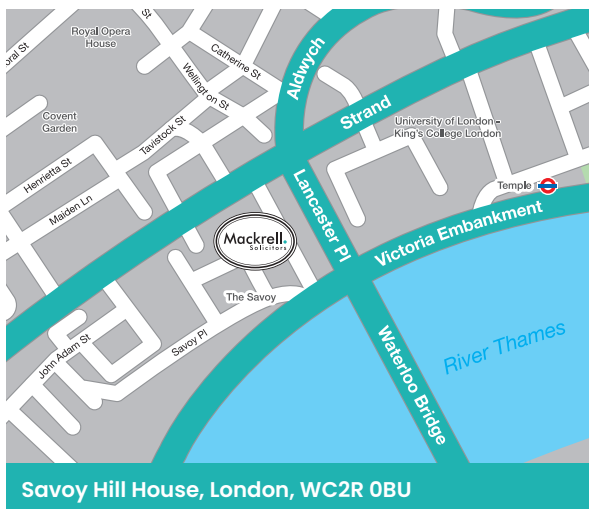 Royal Opera
House
oral St
Catherine St
Wellington St
Aldwych
Strand
Covent
Garden
Tavistock St
University of London –
King's College London
Henrietta St
Maiden Ln
Temple
Lancaster Pl
Mackrell.
Solicitors
Victoria Embankment
The Savoy
Savoy Pl
John Adam St
Waterloo Bridge
River Thames
Savoy Hill House, London, WC2R 0BU